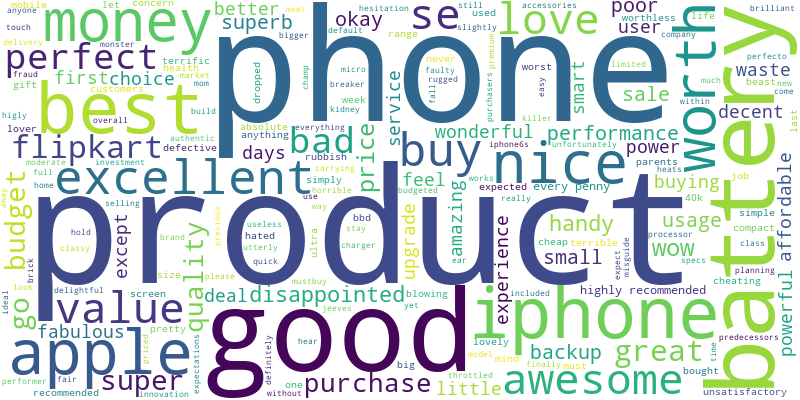 phone
product
good
battery
iphone
best
money
apple
nice
excellent
awesome
buy
bad
love
se
perfect
flipkart
value
worth
great
super
purchase
budget
go
quality
price
disappointed
deal
fabulous
wow
handy
small
usage
sale
performance
wonderful
superb
better
okay
poor
user
waste
decent
power
buying
affordable
powerful
smart
service
feel
amazing
upgrade
experience
backup
little
days
first
choice
except
highly recommended
every penny
cheap
expected
terrible
40k
compact
simple
class
job
parents
heats
unfortunately
iphone6s
killer
limited
easy
worst
rugged
faulty
fall
never
range
slightly
bigger
default
micro
breaker
kidney
champ
premium
purchasers
accessories
hesitation
still
used
meet
worthless
life
company
much
within
brilliant
perfecto
new
beast
come
last
mobile
anyone
let
concern
touch
delivery
monster
fraud
terrific
health
market
gift
mom
customers
build
lover
higly
overall
authentic
defective
absolute
week
anything
everything
rubbish
carrying
simply
horrible
budgeted
works
moderate
investment
full
home
use
way
selling
useless
previous
hold
classy
brand
hated
bbd
stay
utterly
ultra
charger
quick
please
size
mustbuy
ear
really
processor
specs
expect
misguide
planning
cheating
predecessors
bought
time
unsatisfactory
included
lovely
model
mind
finally
must
throttled
yet
blowing
jeeves
hear
big
one
without
definitely
expectations
pretty
screen
delightful
look
brick
away
ideal
priced
performer
fair
recommended
innovation
dropped